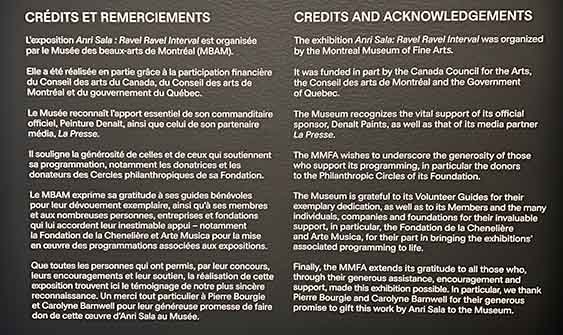 CRÉDITS ET REMERCIEMENTS
L'exposition Anri Sala : Ravel Ravel Interval est organisée
par le Musée des beaux-arts de Montréal (MBAM).
Elle a été réalisée en partie grâce à la participation financière
du Conseil des arts du Canada, du Conseil des arts de
Montréal et du gouvernement du Québec.
Le Musée reconnaît l'apport essentiel de son commanditaire
officiel, Peinture Denalt, ainsi que celui de son partenaire
média, La Presse.
Il souligne la générosité de celles et de ceux qui soutiennent
sa programmation, notamment les donatrices et les
donateurs des Cercles philanthropiques de sa Fondation.
Le MBAM exprime sa gratitude à ses guides bénévoles
pour leur dévouement exemplaire, ainsi qu'à ses membres
et aux nombreuses personnes, entreprises et fondations
qui lui accordent leur inestimable appui – notamment
la Fondation de la Chenelière et Arte Musica pour la mise
en œuvre des programmations associées aux expositions.
Que toutes les personnes qui ont permis, par leur concours,
leurs encouragements et leur soutien, la réalisation de cette
exposition trouvent ici le témoignage de notre plus sincère
reconnaissance. Un merci tout particulier à Pierre Bourgie
et Carolyne Barnwell pour leur généreuse promesse de faire
don de cette œuvre d'Anri Sala au Musée.
CREDITS AND ACKNOWLEDGEMENTS
The exhibition Anri Sala: Ravel Ravel Interval was organized
by the Montreal Museum of Fine Arts.
It was funded in part by the Canada Council for the Arts,
the Conseil des arts de Montréal and the Government
of Quebec.
The Museum recognizes the vital support of its official
sponsor, Denalt Paints, as well as that of its media partner
La Presse.
The MMFA wishes to underscore the generosity of those
who support its programming, in particular the donors
to the Philanthropic Circles of its Foundation.
The Museum is grateful to its Volunteer Guides for their
exemplary dedication, as well as to its Members and the many
individuals, companies and foundations for their invaluable
support, in particular, the Fondation de la Chenelière
and Arte Musica, for their part in bringing the exhibitions'
associated programming to life.
Finally, the MMFA extends its gratitude to all those who,
through their generous assistance, encouragement and
support, made this exhibition possible. In particular, we thank
Pierre Bourgie and Carolyne Barnwell for their generous
promise to gift this work by Anri Sala to the Museum.